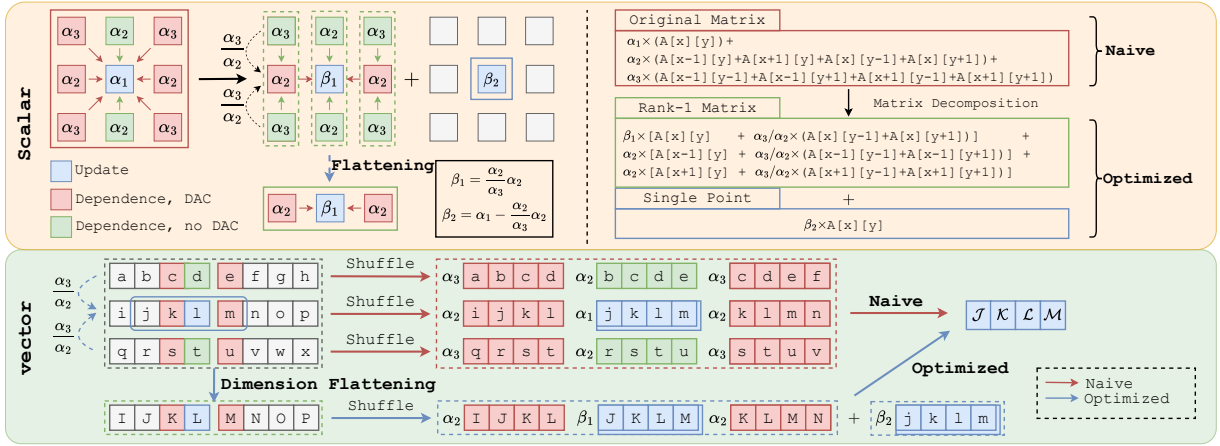 Scalar
α₃ α₂ α₃
α₂ α₁ α₂
α₃ α₂ α₃
α₃/α₂
α₃/α₂
α₃ α₂ α₃
α₂ β₁ α₂
α₃ α₃ α₃
+
β₂
Update
Dependence, DAC
Dependence, no DAC
Flattening
α₂ β₁ α₂
β₁ = α₂/α₃ α₂
β₂ = α₁ − α₂/α₃ α₂
Original Matrix
α₁×(A[x][y])+
α₂×(A[x-1][y]+A[x+1][y]+A[x][y-1]+A[x][y+1])+
α₃×(A[x-1][y-1]+A[x-1][y+1]+A[x+1][y-1]+A[x+1][y+1])
Naive
Matrix Decomposition
Rank-1 Matrix
β₁×[A[x][y] + α₃/α₂×(A[x][y-1]+A[x][y+1])] +
α₂×[A[x-1][y] + α₃/α₂×(A[x-1][y-1]+A[x-1][y+1])] +
α₂×[A[x+1][y] + α₃/α₂×(A[x+1][y-1]+A[x+1][y+1])]
Optimized
Single Point +
β₂×A[x][y]
vector
α₃/α₂
α₃/α₂
a b c d e f g h Shuffle α₃ a b c d α₂ b c d e α₃ c d e f
i j k l m n o p Shuffle α₂ i j k l α₁ j k l m α₂ k l m n
q r s t u v w x Shuffle α₃ q r s t α₂ r s t u α₃ s t u v
Naive
𝒥 𝒦 ℒ ℳ
Optimized
Dimension Flattening
I J K L M N O P Shuffle α₂ I J K L β₁ J K L M α₂ K L M N + β₂ j k l m
Naive
Optimized